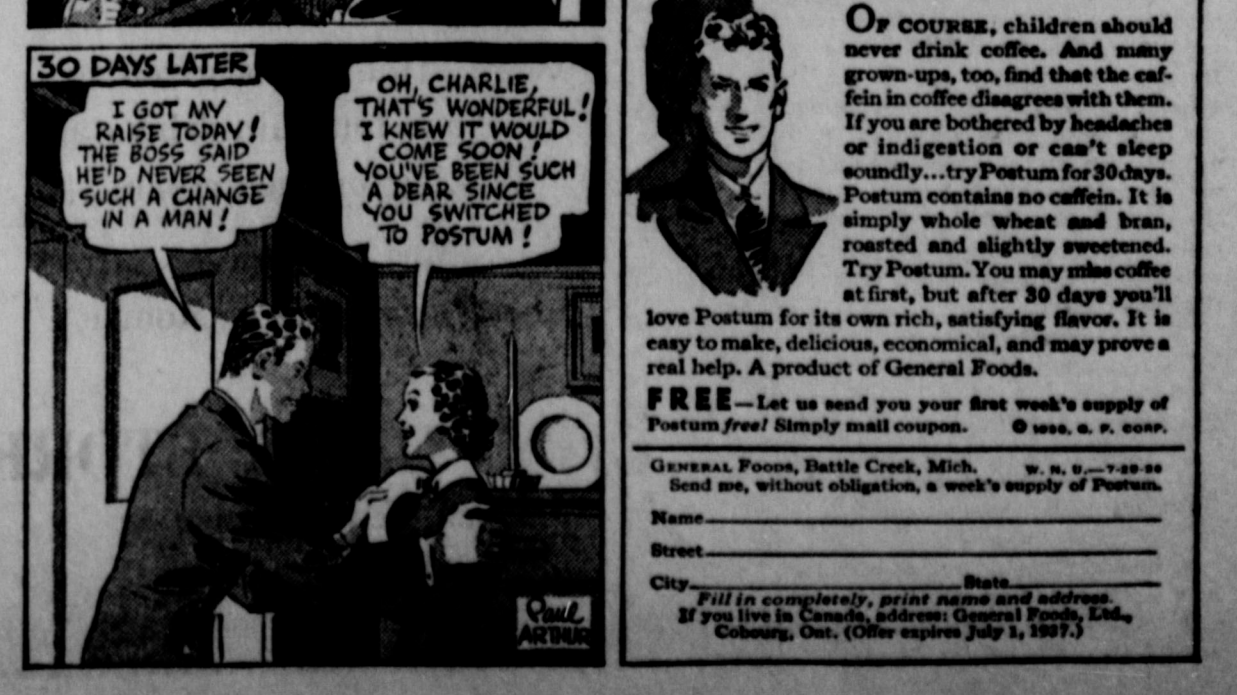 30 DAYS LATER
I GOT MY
RAISE TODAY!
THE BOSS SAID
HE'D NEVER SEEN
SUCH A CHANGE
IN A MAN!
OH, CHARLIE,
THAT'S WONDERFUL!
I KNEW IT WOULD
COME SOON!
YOU'VE BEEN SUCH
A DEAR SINCE
YOU SWITCHED
TO POSTUM!
Paul
ARTHUR
OF COURSE, children should
never drink coffee. And many
grown-ups, too, find that the caf-
fein in coffee disagrees with them.
If you are bothered by headaches
or indigestion or can't sleep
soundly...try Postum for 30 days.
Postum contains no caffein. It is
simply whole wheat and bran,
roasted and slightly sweetened.
Try Postum. You may miss coffee
at first, but after 30 days you'll
love Postum for its own rich, satisfying flavor. It is
easy to make, delicious, economical, and may prove a
real help. A product of General Foods.
FREE—Let us send you your first week's supply of
Postum free! Simply mail coupon. © 1936, G. F. CORP.
GENERAL FOODS, Battle Creek, Mich. W. N. U.—
Send me, without obligation, a week's supply of Postum.
Name
Street
City State
Fill in completely, print name and address.
If you live in Canada, address: General Foods, Ltd.,
Cobourg, Ont. (Offer expires July 1, 1937.)